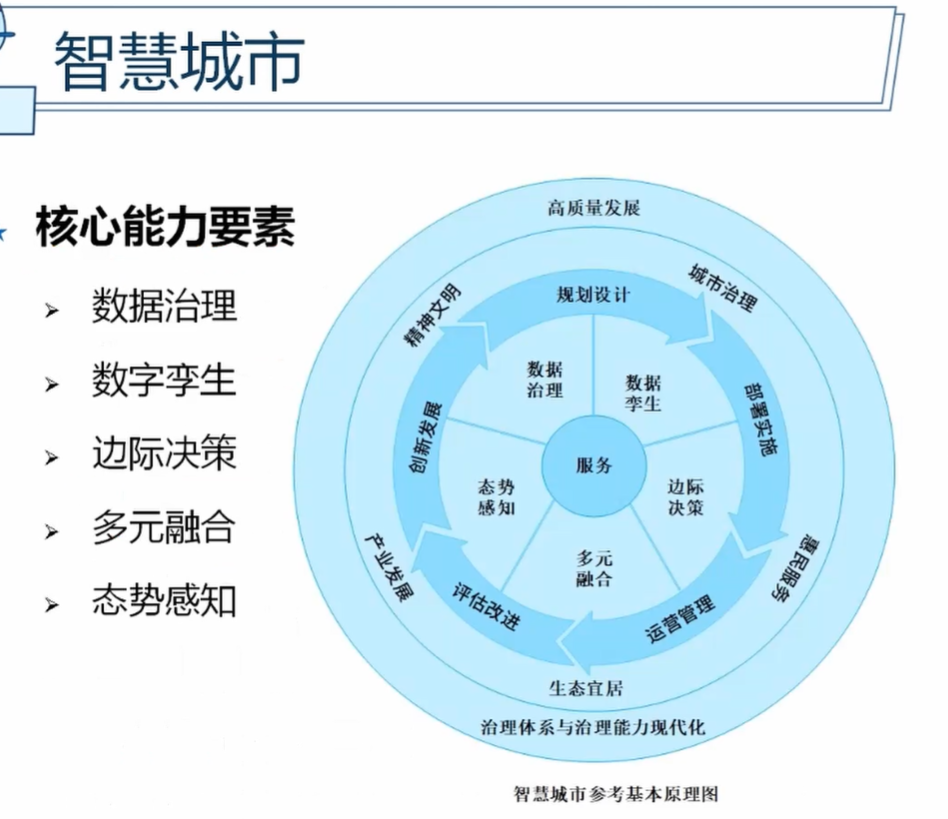 智慧城市
核心能力要素
数据治理
数字孪生
边际决策
多元融合
态势感知
高质量发展
精神文明
城市治理
规划设计
数据
治理
数据
孪生
创新发展
部署实施
服务
态势
感知
边际
决策
多元
融合
产业发展
惠民服务
评估改进
运营管理
生态宜居
治理体系与治理能力现代化
智慧城市参考基本原理图